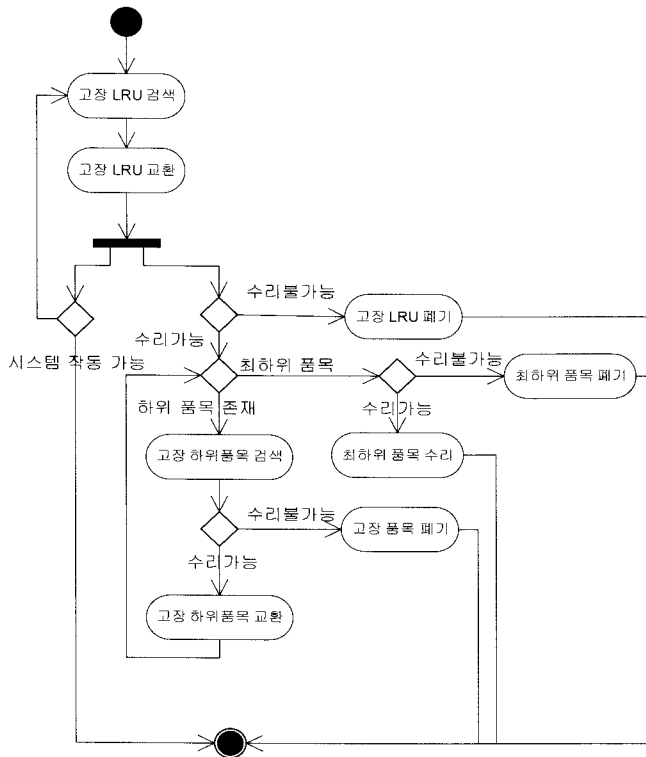 고장 LRU 검색
고장 LRU 교환
수리불가능
고장 LRU 폐기
수리가능
시스템 작동 가능
최하위 품목
수리불가능
최하위 품목 폐기
하위 품목 존재
수리가능
고장 하위품목 검색
최하위 품목 수리
수리불가능
고장 품목 폐기
수리가능
고장 하위품목 교환